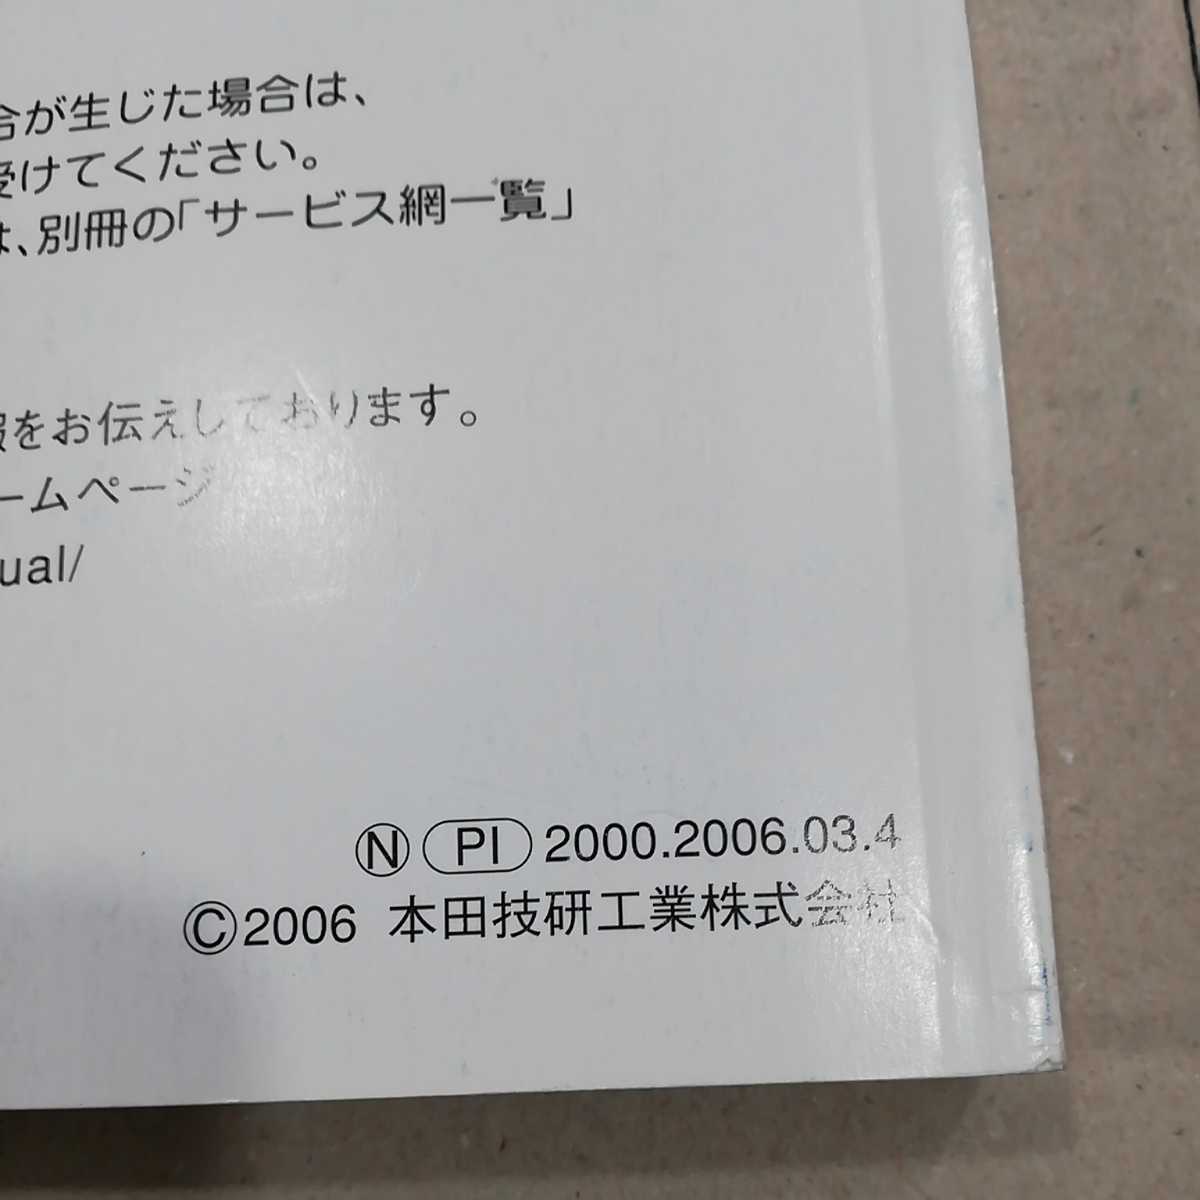 合が生じた場合は、
受けてください。
は、別冊の「サービス網一覧」
報をお伝えしております。
ームページ
ual/
Ⓝ PI 2000.2006.03.4
©2006 本田技研工業株式会社